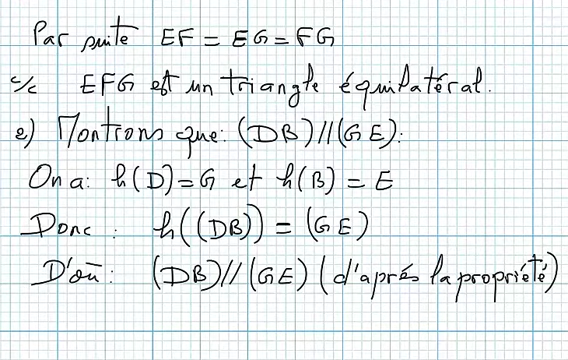 Par suite EF = EG = FG
c/c EFG est un triangle équilatéral.
e) Montrons que: (DB)//(GE):
On a: h(D)=G et h(B) = E
Donc : h((DB)) = (GE)
D'où: (DB)//(GE) (d'aprés la propriété)